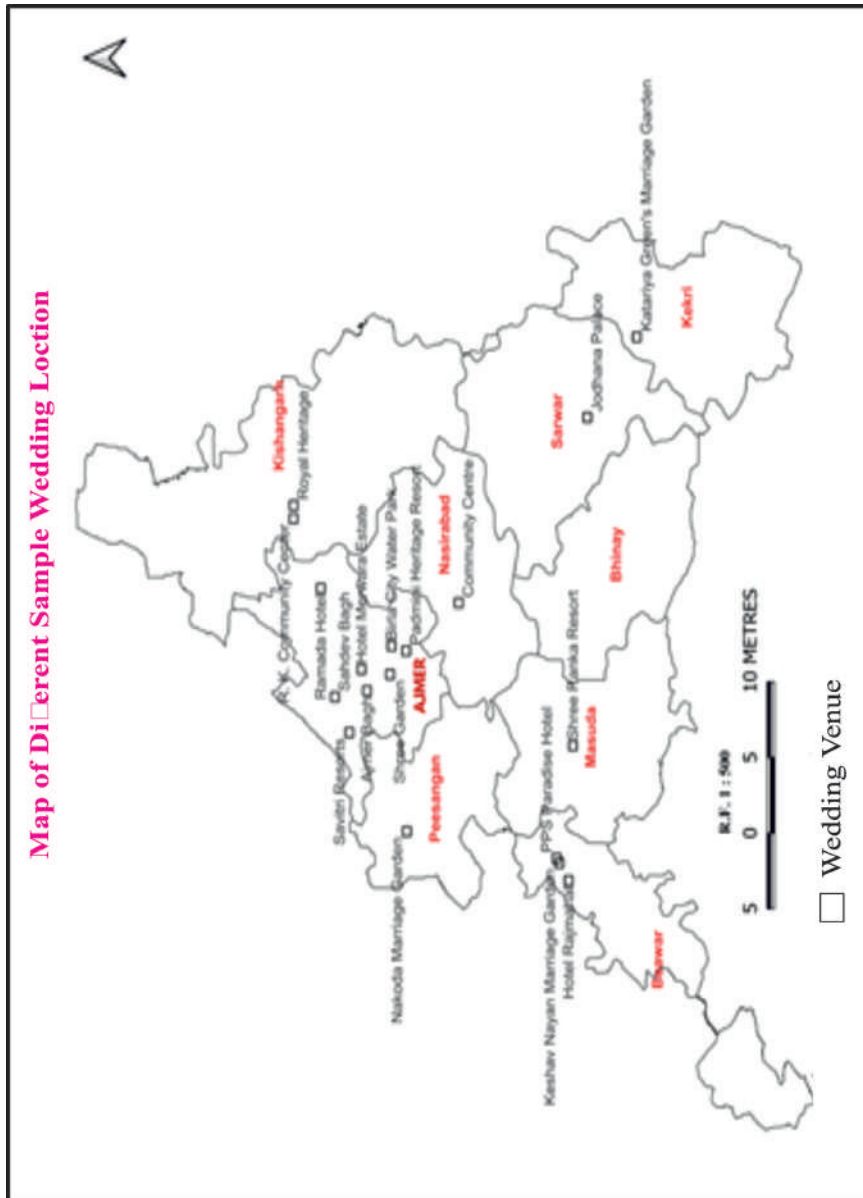 Map of Di□erent Sample Wedding Loction
Kishangarh
Royal Heritage
R. K. Community Center
Ramada Hotel
Sahdev Bagh
Hotel Merwara Estate
Savitri Resorts
Ajmer Bagh
Birla City Water Park
Shree Garden
Padmini Heritage Resort
AJMER
Nakoda Marriage Garden
Peesangan
Nasirabad
Community Centre
Sarwar
Jodhana Palace
Katariya Green's Marriage Garden
Kekri
Bhinay
Shree Ranka Resort
Masuda
PPS Paradise Hotel
Keshav Nayan Marriage Garden
Hotel Rajmahal
Beawar
R.F. 1 : 500
5 0 5 10 METRES
Wedding Venue